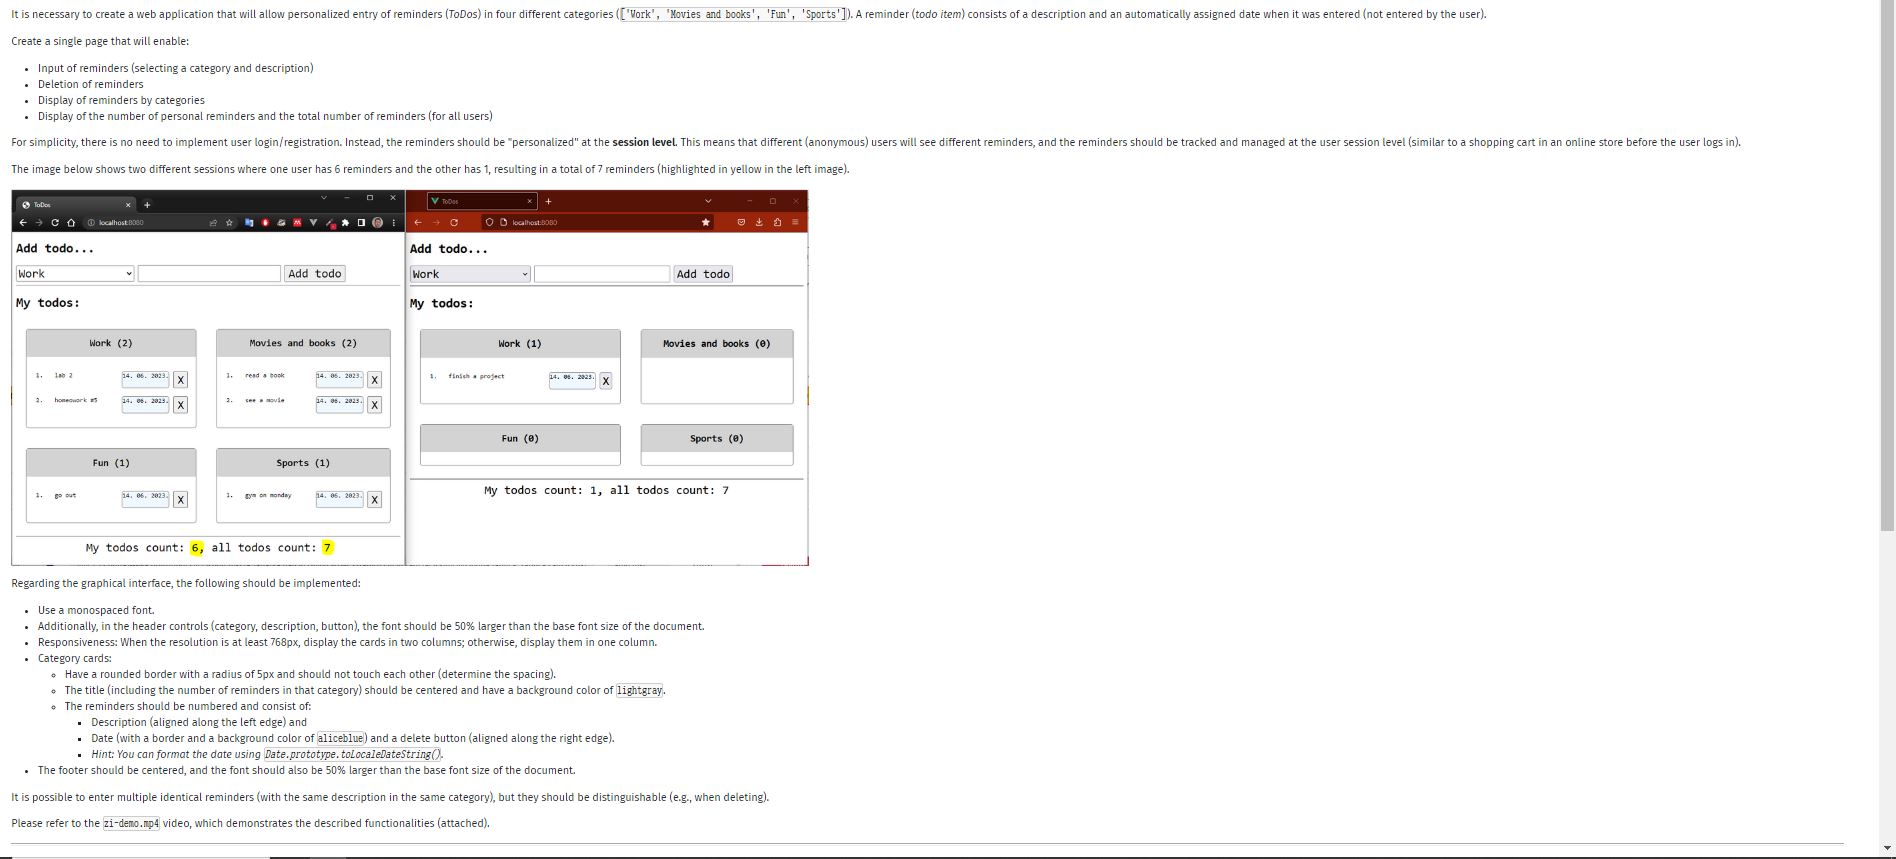 It is necessary to create a web application that will allow personalized entry of reminders (ToDos) in four different categories (['Work', 'Movies and books', 'Fun', 'Sports']). A reminder (todo item) consists of a description and an automatically assigned date when it was entered (not entered by the user).
Create a single page that will enable:
• Input of reminders (selecting a category and description)
• Deletion of reminders
• Display of reminders by categories
• Display of the number of personal reminders and the total number of reminders (for all users)
For simplicity, there is no need to implement user login/registration. Instead, the reminders should be "personalized" at the session level. This means that different (anonymous) users will see different reminders, and the reminders should be tracked and managed at the user session level (similar to a shopping cart in an online store before the user logs in).
The image below shows two different sessions where one user has 6 reminders and the other has 1, resulting in a total of 7 reminders (highlighted in yellow in the left image).
ToDos
localhost:8080
Add todo...
Work
Add todo
My todos:
Work (2)
1. lab 2 14. 06. 2023. X
2. homework #5 14. 06. 2023. X
Movies and books (2)
1. read a book 14. 06. 2023. X
2. see a movie 14. 06. 2023. X
Fun (1)
1. go out 14. 06. 2023. X
Sports (1)
1. gym on monday 14. 06. 2023. X
My todos count: 6, all todos count: 7
ToDos
localhost:8080
Add todo...
Work
Add todo
My todos:
Work (1)
1. finish a project 14. 06. 2023. X
Movies and books (0)
Fun (0)
Sports (0)
My todos count: 1, all todos count: 7
Regarding the graphical interface, the following should be implemented:
• Use a monospaced font.
• Additionally, in the header controls (category, description, button), the font should be 50% larger than the base font size of the document.
• Responsiveness: When the resolution is at least 768px, display the cards in two columns; otherwise, display them in one column.
• Category cards:
◦ Have a rounded border with a radius of 5px and should not touch each other (determine the spacing).
◦ The title (including the number of reminders in that category) should be centered and have a background color of lightgray.
◦ The reminders should be numbered and consist of:
▪ Description (aligned along the left edge) and
▪ Date (with a border and a background color of aliceblue) and a delete button (aligned along the right edge).
▪ Hint: You can format the date using Date.prototype.toLocaleDateString().
• The footer should be centered, and the font should also be 50% larger than the base font size of the document.
It is possible to enter multiple identical reminders (with the same description in the same category), but they should be distinguishable (e.g., when deleting).
Please refer to the zi-demo.mp4 video, which demonstrates the described functionalities (attached).